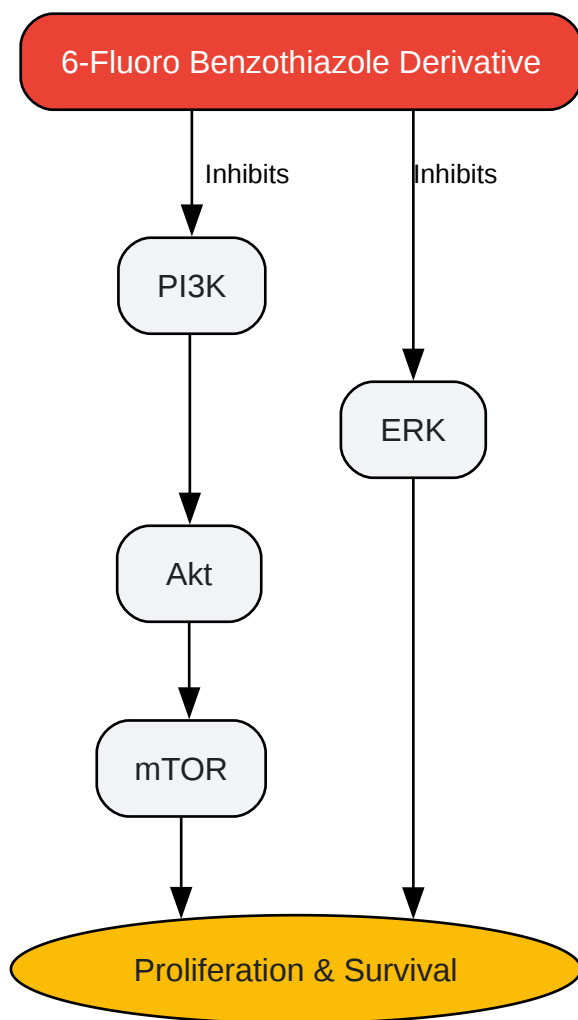 6-Fluoro Benzothiazole Derivative
Inhibits
Inhibits
PI3K
ERK
Akt
mTOR
Proliferation & Survival